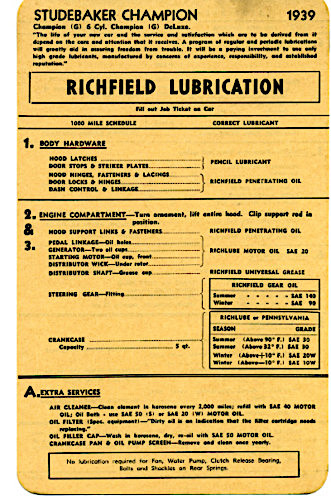 STUDEBAKER CHAMPION 1939
Champion (G) 6 Cyl. Champion (G) DeLuxe.
"The life of your new car and the service and satisfaction which are to be derived from it
depend on the care and attention that it receives. A program of regular and periodic lubrications
will greatly aid in assuring freedom from trouble. It will be a paying investment to use only
high grade lubricants, manufactured by concerns of experience, responsibility, and established
reputation."
RICHFIELD LUBRICATION
Fill out Job Ticket on Car
1000 MILE SCHEDULE CORRECT LUBRICANT
1. BODY HARDWARE
HOOD LATCHES
DOOR STOPS & STRIKER PLATES
PENCIL LUBRICANT
HOOD HINGES, FASTENERS & LACINGS
DOOR LOCKS & HINGES
DASH CONTROL & LINKAGE
RICHFIELD PENETRATING OIL
2. & 3. ENGINE COMPARTMENT—Turn ornament, lift entire hood. Clip support rod in
position.
HOOD SUPPORT LINKS & FASTENERS RICHFIELD PENETRATING OIL
PEDAL LINKAGE—Oil holes
GENERATOR—Two oil cups
STARTING MOTOR—Oil cup, front
DISTRIBUTOR WICK—Under rotor
RICHLUBE MOTOR OIL SAE 20
DISTRIBUTOR SHAFT—Grease cup RICHFIELD UNIVERSAL GREASE
STEERING GEAR—Fitting
RICHFIELD GEAR OIL
Summer - - - - - SAE 140
Winter - - - - - SAE 90
CRANKCASE
Capacity 5 qt.
RICHLUBE or PENNSYLVANIA
SEASON GRADE
Summer (Above 90° F.) SAE 30
Summer (Above 32° F.) SAE 30
Winter (Above+10° F.) SAE 20W
Winter (Above—10° F.) SAE 10W
A. EXTRA SERVICES
AIR CLEANER—Clean element in kerosene every 2,000 miles; refill with SAE 40 MOTOR
OIL; Oil Bath - use SAE 50 (S) or SAE 20 (W) MOTOR OIL.
OIL FILTER (Spec. equipment)—"Dirty oil is an indication that the filter cartridge needs
replacing."
OIL FILLER CAP—Wash in kerosene, dry, re-oil with SAE 50 MOTOR OIL.
CRANKCASE PAN & OIL PUMP SCREEN—Remove and clean once yearly.
No lubrication required for Fan, Water Pump, Clutch Release Bearing,
Bolts and Shackles on Rear Springs.